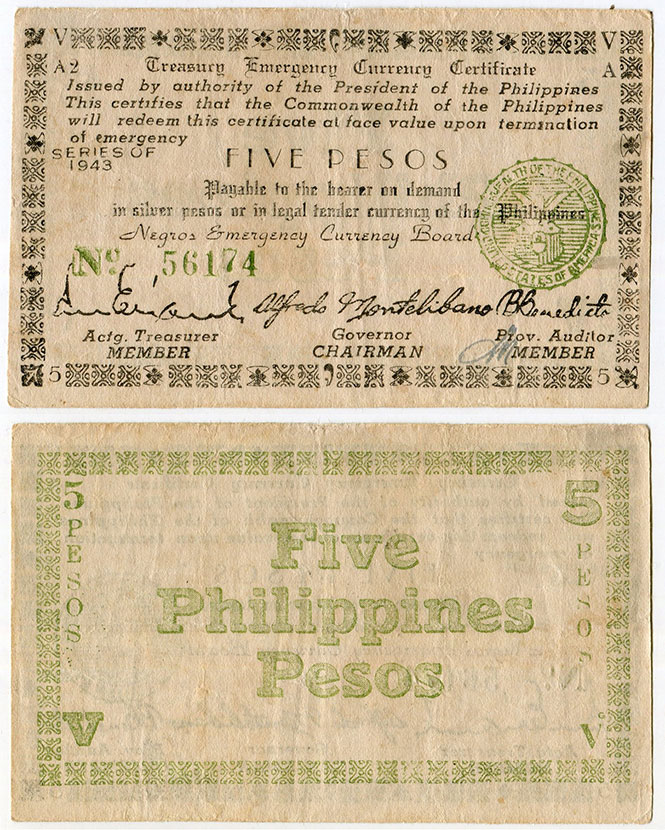 V V
A2 Treasury Emergency Currency Certificate A
Issued by authority of the President of the Philippines
This certifies that the Commonwealth of the Philippines
will redeem this certificate at face value upon termination
of emergency
SERIES OF
1943
FIVE PESOS
Payable to the bearer on demand
in silver pesos or in legal tender currency of the Philippines
Negros Emergency Currency Board
No 56174
Alfredo Montelibano BBenedicto
Actg. Treasurer Governor Prov. Auditor
MEMBER CHAIRMAN MEMBER
5 5
5 5
PESOS PESOS
Five
Philippines
Pesos
V V